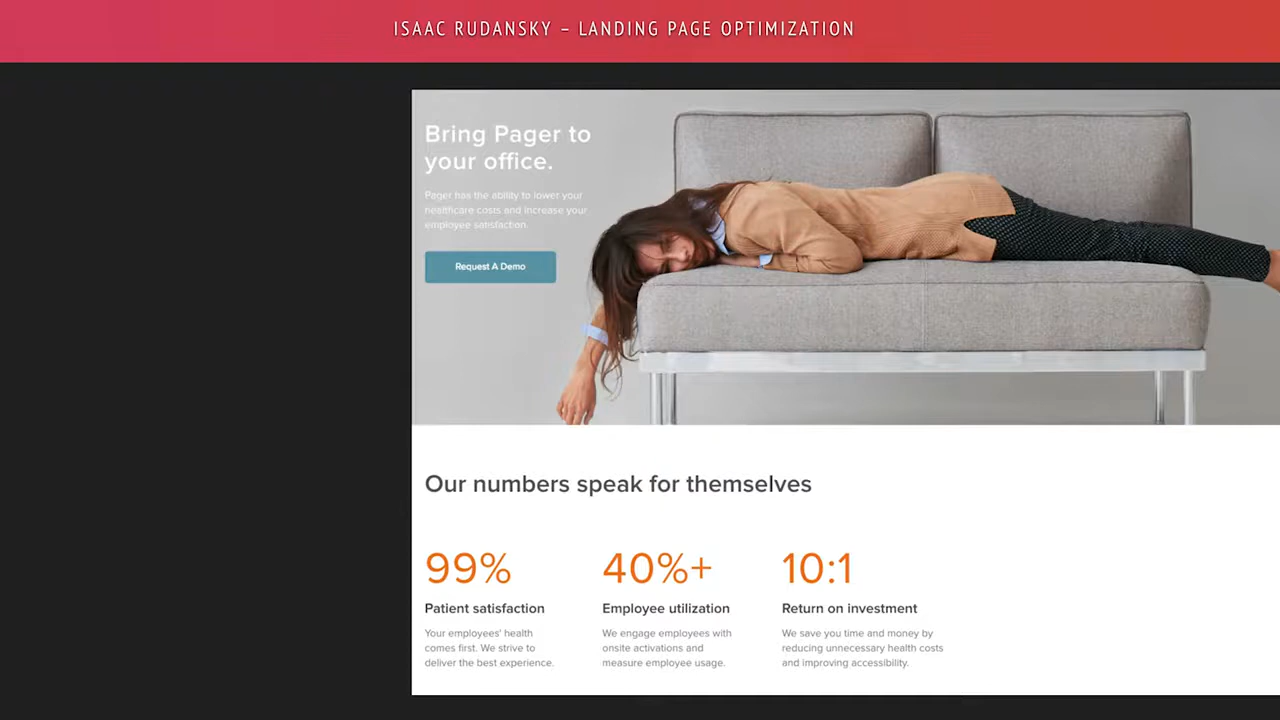 ISAAC RUDANSKY – LANDING PAGE OPTIMIZATION
Bring Pager to
your office.
Pager has the ability to lower your
healthcare costs and increase your
employee satisfaction.
Request A Demo
Our numbers speak for themselves
99%
Patient satisfaction
Your employees' health
comes first. We strive to
deliver the best experience.
40%+
Employee utilization
We engage employees with
onsite activations and
measure employee usage.
10:1
Return on investment
We save you time and money by
reducing unnecessary health costs
and improving accessibility.